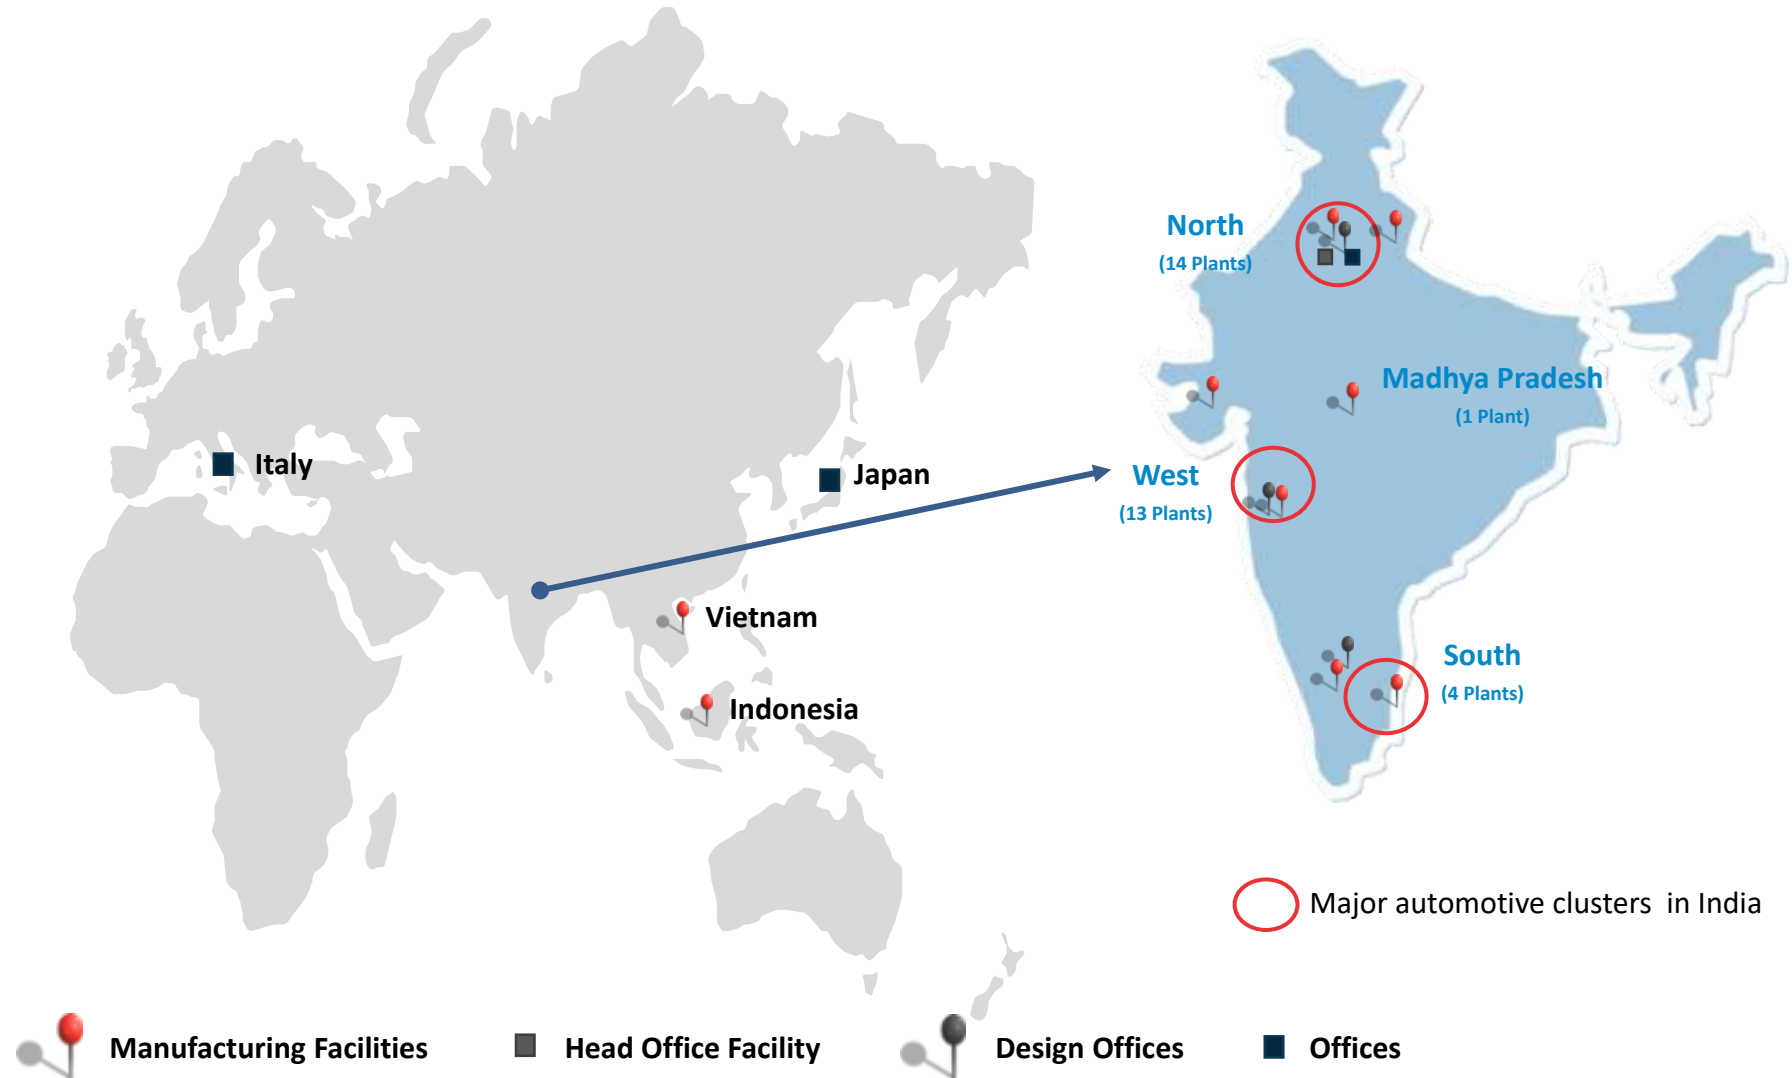 North
(14 Plants)
Madhya Pradesh
(1 Plant)
Italy
Japan
West
(13 Plants)
Vietnam
South
(4 Plants)
Indonesia
Major automotive clusters  in India
Manufacturing Facilities
Head Office Facility
Design Offices
Offices